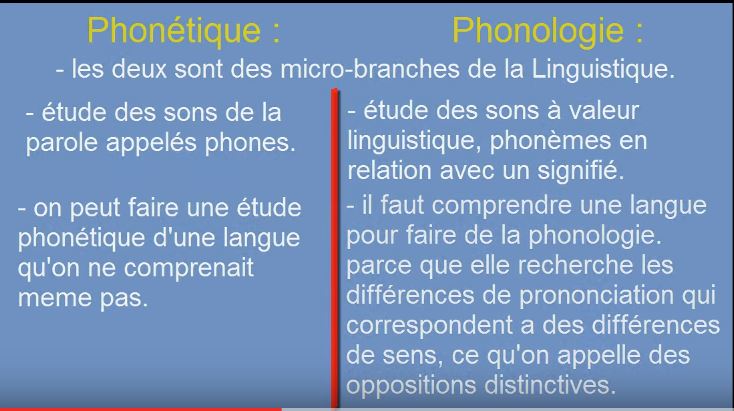 Phonétique : Phonologie :
- les deux sont des micro-branches de la Linguistique.
- étude des sons de la
parole appelés phones.
- on peut faire une étude
phonétique d'une langue
qu'on ne comprenait
meme pas.
- étude des sons à valeur
linguistique, phonèmes en
relation avec un signifié.
- il faut comprendre une langue
pour faire de la phonologie.
parce que elle recherche les
différences de prononciation qui
correspondent a des différences
de sens, ce qu'on appelle des
oppositions distinctives.